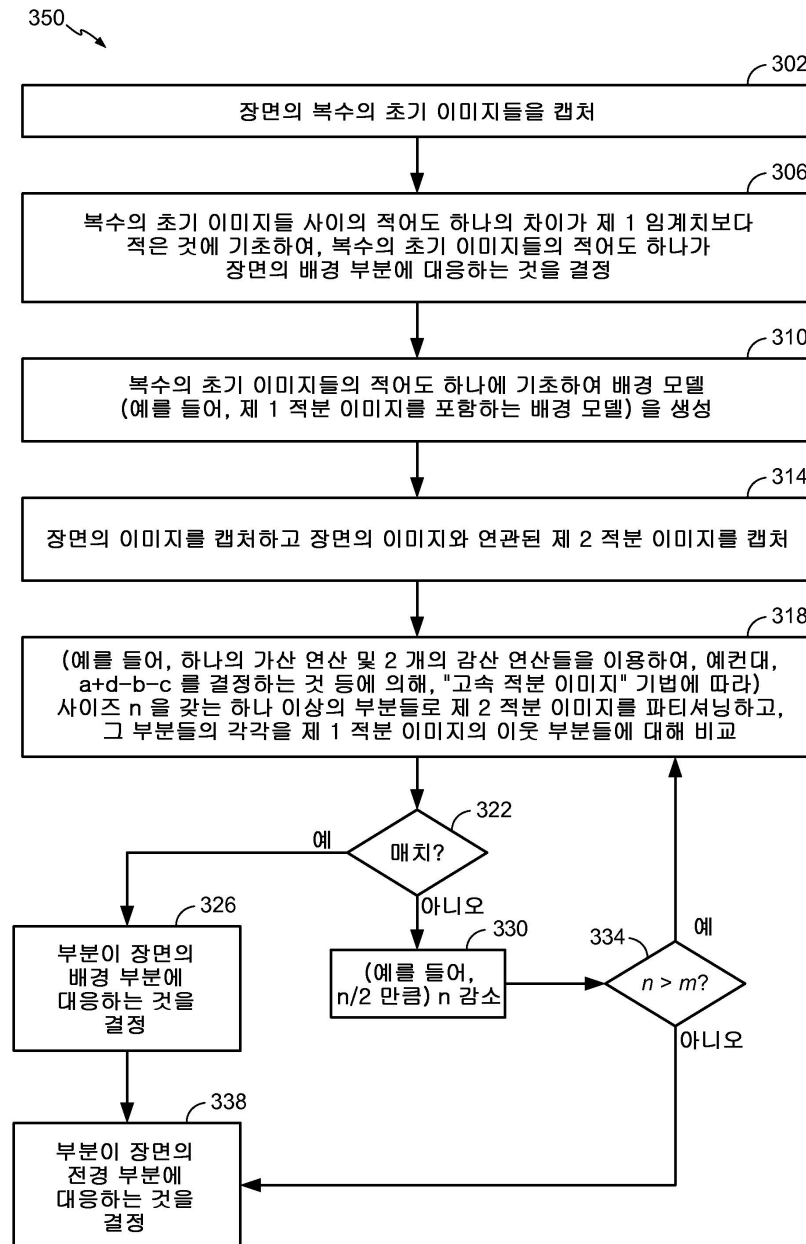 350
302
장면의 복수의 초기 이미지들을 캡처
306
복수의 초기 이미지들 사이의 적어도 하나의 차이가 제 1 임계치보다
적은 것에 기초하여, 복수의 초기 이미지들의 적어도 하나가
장면의 배경 부분에 대응하는 것을 결정
310
복수의 초기 이미지들의 적어도 하나에 기초하여 배경 모델
(예를 들어, 제 1 적분 이미지를 포함하는 배경 모델) 을 생성
314
장면의 이미지를 캡처하고 장면의 이미지와 연관된 제 2 적분 이미지를 캡처
318
(예를 들어, 하나의 가산 연산 및 2 개의 감산 연산들을 이용하여, 예컨대,
a+d-b-c 를 결정하는 것 등에 의해, "고속 적분 이미지" 기법에 따라)
사이즈 n 을 갖는 하나 이상의 부분들로 제 2 적분 이미지를 파티셔닝하고,
그 부분들의 각각을 제 1 적분 이미지의 이웃 부분들에 대해 비교
322
매치?
예
아니오
326
부분이 장면의
배경 부분에
대응하는 것을
결정
330
(예를 들어,
n/2 만큼) n 감소
334
n > m?
예
아니오
338
부분이 장면의
전경 부분에
대응하는 것을
결정